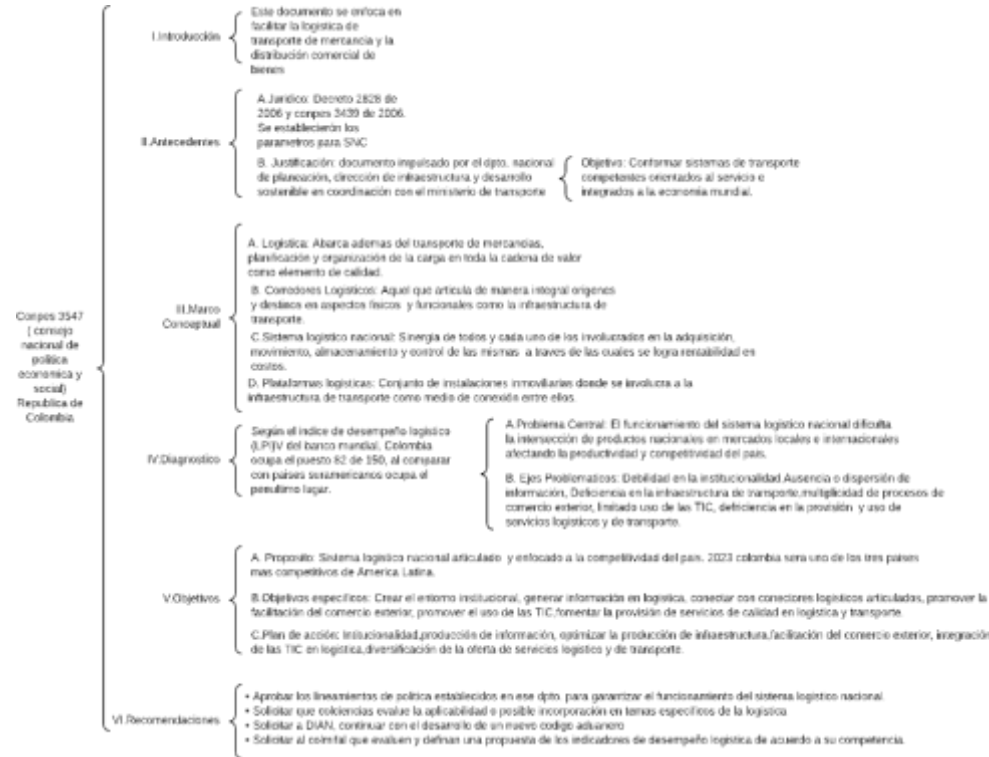 Conpes 3547
( consejo
nacional de
politica
economica y
social)
Republica de
Colombia
I.Introducción
Este documento se enfoca en
facilitar la logistica de
transporte de mercancia y la
distribución comercial de
bienes
II.Antecedentes
A.Juridico: Decreto 2828 de
2006 y conpes 3439 de 2006.
Se establecierón los
parametros para SNC
B. Justificación: documento impulsado por el dpto. nacional
de planeación, dirección de infraestructura y desarrollo
sostenible en coordinación con el ministerio de transporte
Objetivo: Conformar sistemas de transporte
competentes orientados al servicio e
integrados a la economia mundial.
III.Marco
Conceptual
A. Logistica: Abarca ademas del transporte de mercancias,
planificación y organización de la carga en toda la cadena de valor
como elemento de calidad.
B. Corredores Logisticos: Aquel que articula de manera integral origenes
y destinos en aspectos fisicos y funcionales como la infraestructura de
transporte.
C.Sistema logistico nacional: Sinergia de todos y cada uno de los involucrados en la adquisición,
movimiento, almacenamiento y control de las mismas a traves de las cuales se logra rentabilidad en
costos.
D. Plataformas logisticas: Conjunto de instalaciones inmoviliarias donde se involucra a la
infraestructura de transporte como medio de conexión entre ellos.
IV.Diagnostico
Según el indice de desempeño logistico
(LPI)V del banco mundial, Colombia
ocupa el puesto 82 de 150, al comparar
con paises suramericanos ocupa el
penultimo lugar.
A.Problema Central: El funcionamiento del sistema logistico nacional dificulta
la intersección de productos nacionales en mercados locales e internacionales
afectando la productividad y competitividad del pais.
B. Ejes Problematicos: Debilidad en la institucionalidad.Ausencia o dispersión de
información, Deficiencia en la infraestructura de transporte,multiplicidad de procesos de
comercio exterior, limitado uso de las TIC, defriciencia en la provisión y uso de
servicios logisticos y de transporte.
V.Objetivos
A. Proposito: Sistema logistico nacional articulado y enfocado a la competitividad del pais. 2023 colombia sera uno de los tres paises
mas competitivos de America Latina.
B.Objetivos especificos: Crear el entorno institucional, generar información en logistica, conectar con conectores logisticos articulados, promover la
facilitación del comercio exterior, promover el uso de las TIC,fomentar la provisión de servicios de calidad en logistica y transporte.
C.Plan de acción: Intitucionalidad,producción de información, optimizar la producción de infraestructura,facilitación del comercio exterior, integración
de las TIC en logistica,diversificación de la oferta de servicios logistico y de transporte.
VI.Recomendaciones
• Aprobar los lineamientos de politica establecidos en ese dpto. para garantizar el funcionamiento del sistema logistico nacional.
• Solicitar que colciencias evalue la aplicabilidad o posible incorporación en temas especificos de la logistica
• Solicitar a DIAN, continuar con el desarrollo de un nuevo codigo aduanero
• Solicitar al comifal que evaluen y definan una propuesta de los indicadores de desempeño logistica de acuerdo a su competencia.